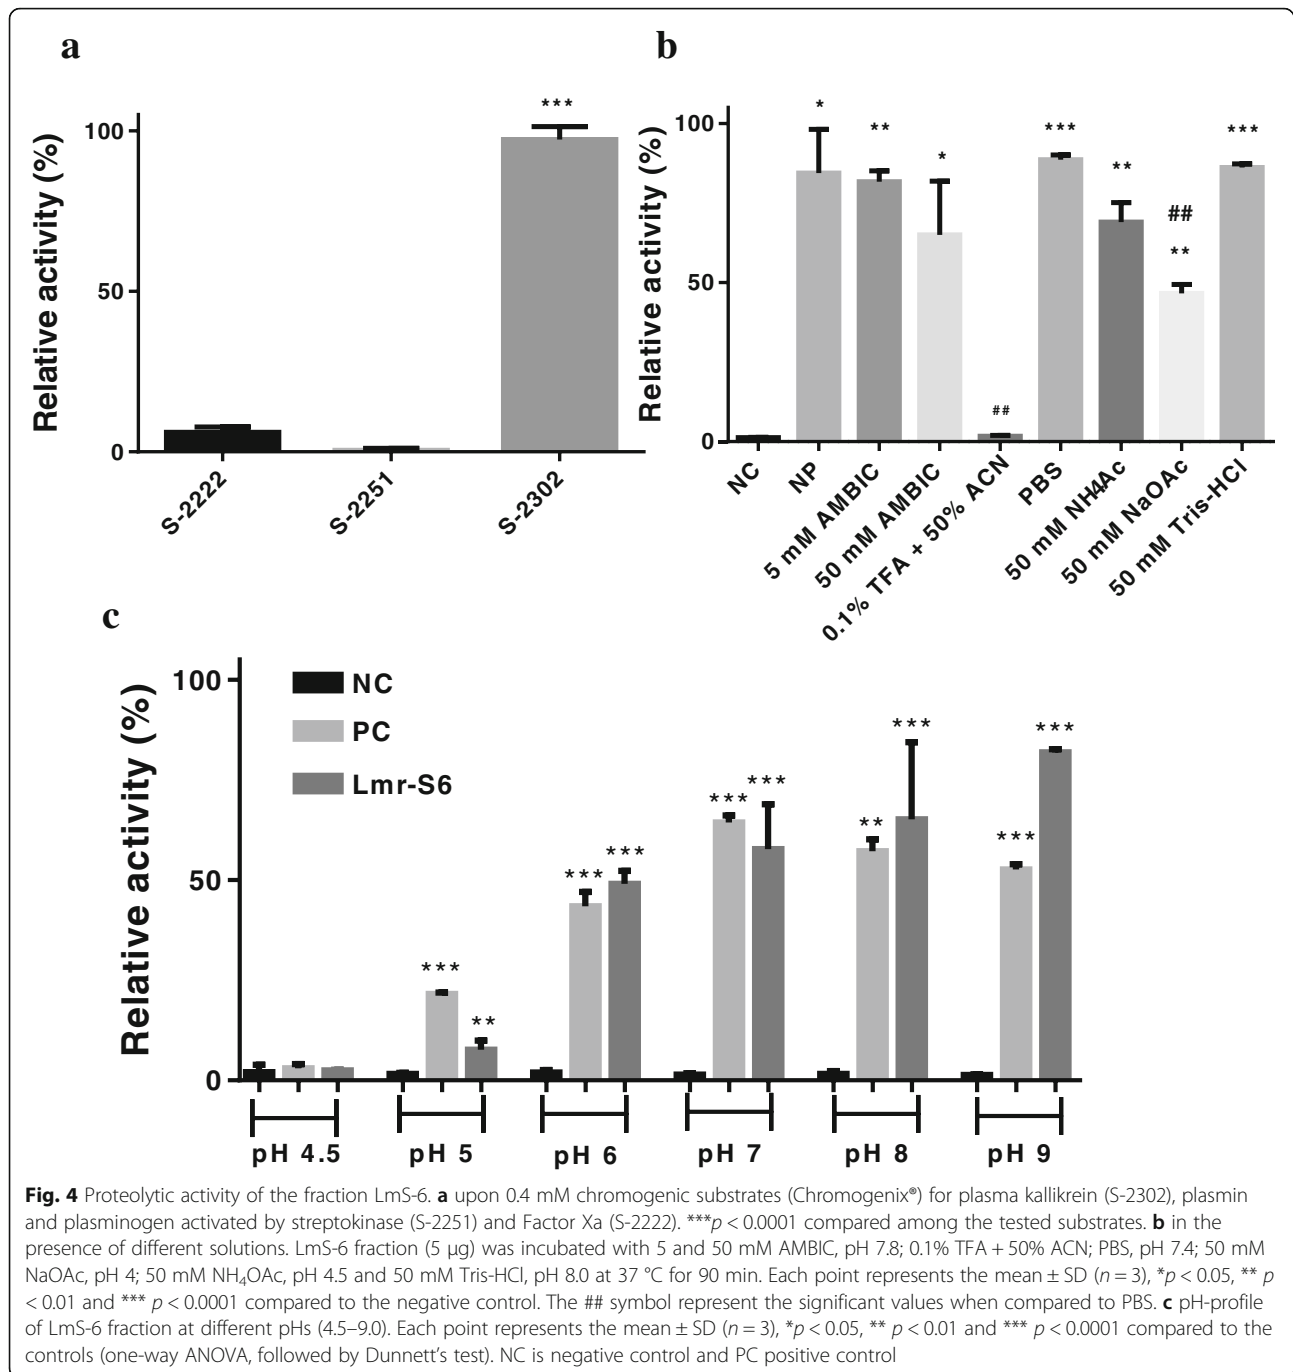 a
Relative activity (%)
100
50
0
***
S-2222
S-2251
S-2302
b
Relative activity (%)
100
50
0
*
**
*
##
***
**
##
**
***
NC
NP
5 mM AMBIC
50 mM AMBIC
0.1% TFA + 50% ACN
PBS
50 mM NH4Ac
50 mM NaOAc
50 mM Tris-HCl
c
Relative activity (%)
100
50
0
NC
PC
Lmr-S6
***
**
***
***
***
***
**
***
***
***
pH 4.5
pH 5
pH 6
pH 7
pH 8
pH 9
Fig. 4 Proteolytic activity of the fraction LmS-6. a upon 0.4 mM chromogenic substrates (Chromogenix®) for plasma kallikrein (S-2302), plasmin
and plasminogen activated by streptokinase (S-2251) and Factor Xa (S-2222). ***p < 0.0001 compared among the tested substrates. b in the
presence of different solutions. LmS-6 fraction (5 μg) was incubated with 5 and 50 mM AMBIC, pH 7.8; 0.1% TFA + 50% ACN; PBS, pH 7.4; 50 mM
NaOAc, pH 4; 50 mM NH₄OAc, pH 4.5 and 50 mM Tris-HCl, pH 8.0 at 37 °C for 90 min. Each point represents the mean ± SD (n = 3), *p < 0.05, ** p
< 0.01 and *** p < 0.0001 compared to the negative control. The ## symbol represent the significant values when compared to PBS. c pH-profile
of LmS-6 fraction at different pHs (4.5–9.0). Each point represents the mean ± SD (n = 3), *p < 0.05, ** p < 0.01 and *** p < 0.0001 compared to the
controls (one-way ANOVA, followed by Dunnett's test). NC is negative control and PC positive control